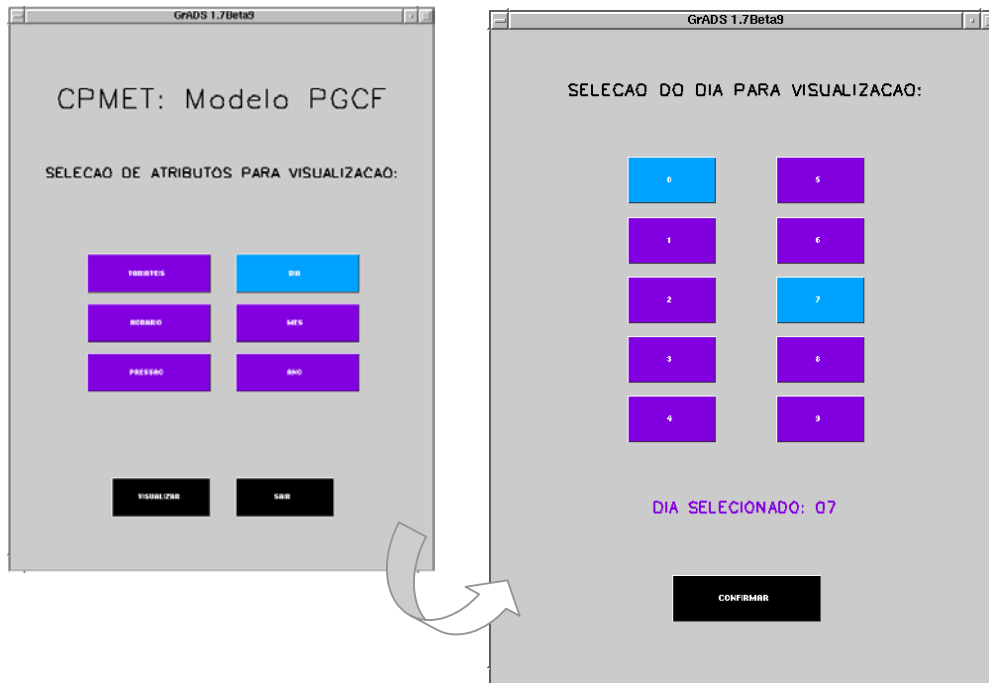 GrADS 1.7Beta9
CPMET: Modelo PGCF
SELECAO DE ATRIBUTOS PARA VISUALIZACAO:
VARIAVEIS
DIA
HORARIO
MES
PRESSAO
ANO
VISUALIZAR
SAIR
GrADS 1.7Beta9
SELECAO DO DIA PARA VISUALIZACAO:
0
5
1
6
2
7
3
8
4
9
DIA SELECIONADO: 07
CONFIRMAR